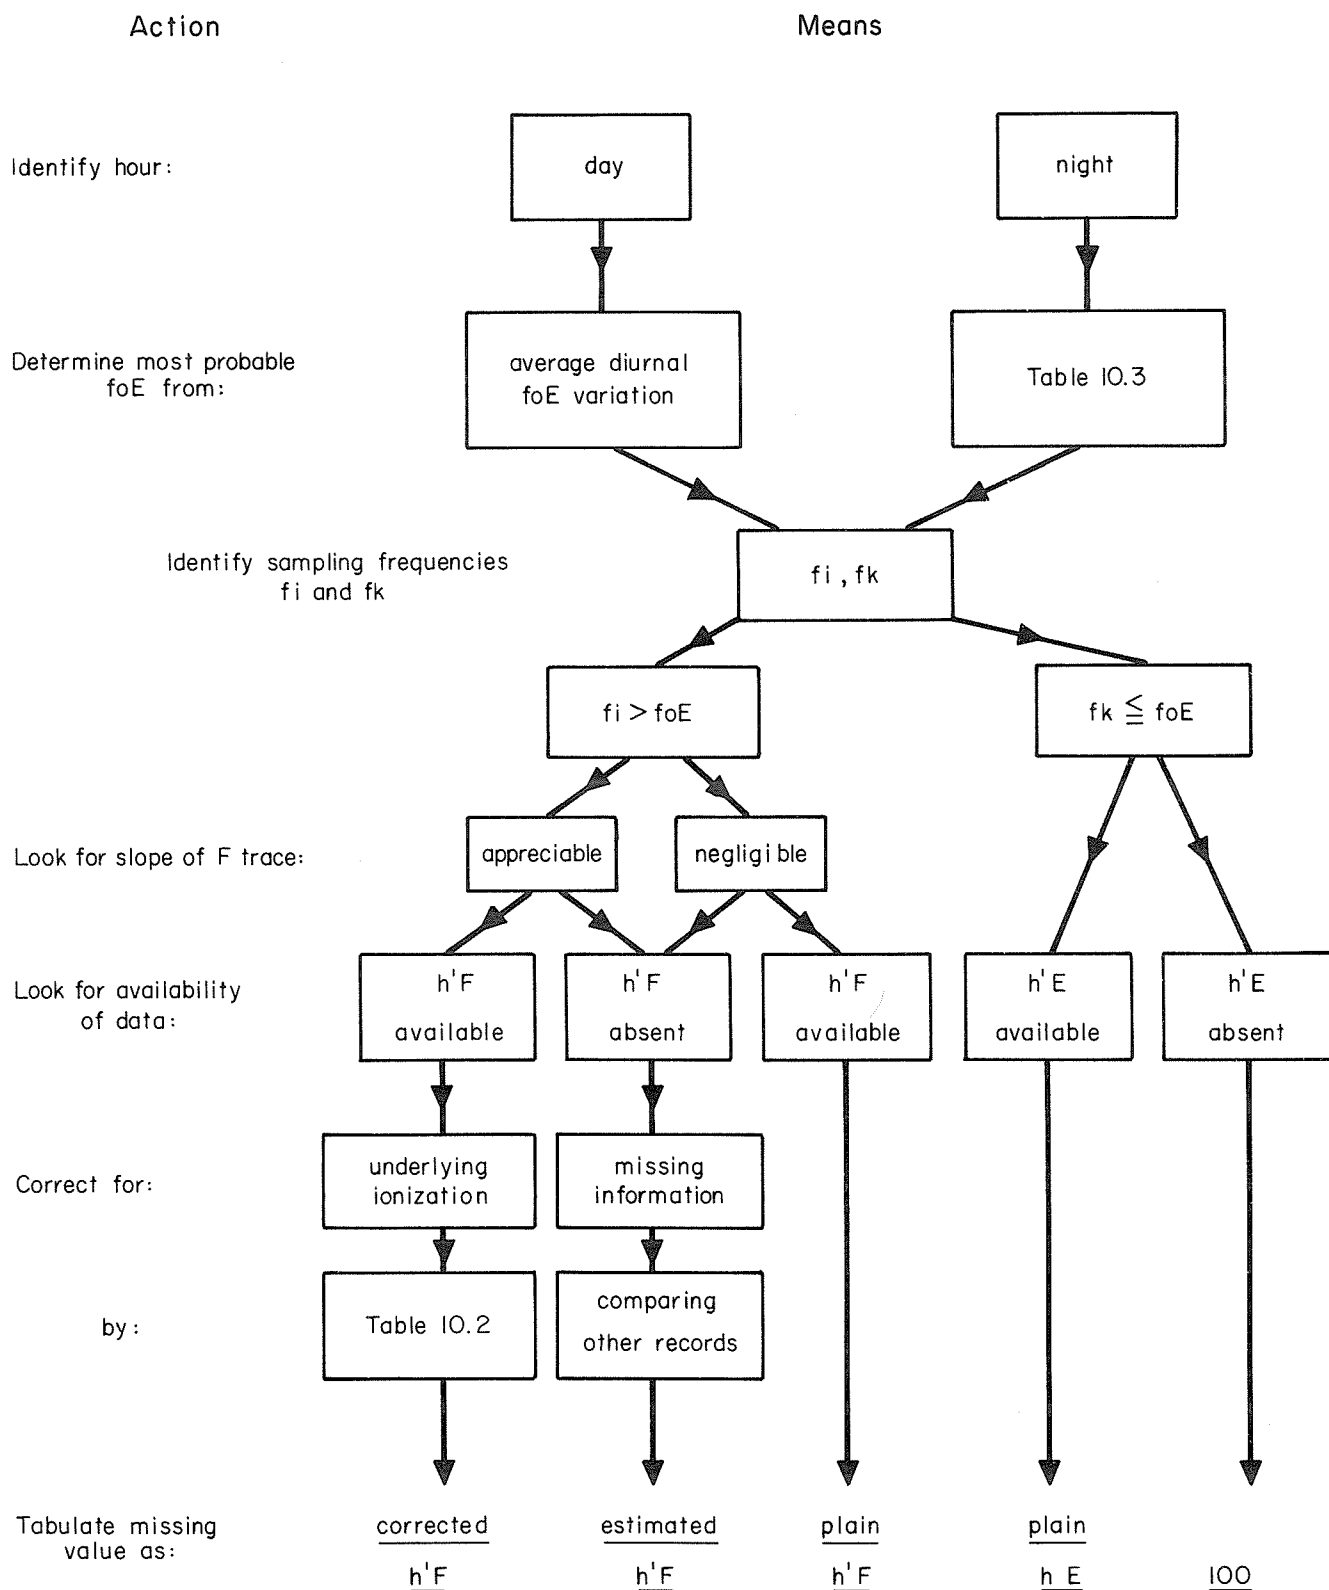 Action
Means
Identify hour:
day
night
Determine most probable
foE from:
average diurnal
foE variation
Table 10.3
Identify sampling frequencies
fi and fk
fi, fk
fi > foE
fk ≦ foE
Look for slope of F trace:
appreciable
negligible
Look for availability
of data:
h'F
available
h'F
absent
h'F
available
h'E
available
h'E
absent
Correct for:
underlying
ionization
missing
information
by:
Table 10.2
comparing
other records
Tabulate missing
value as:
corrected
h'F
estimated
h'F
plain
h'F
plain
h E
100